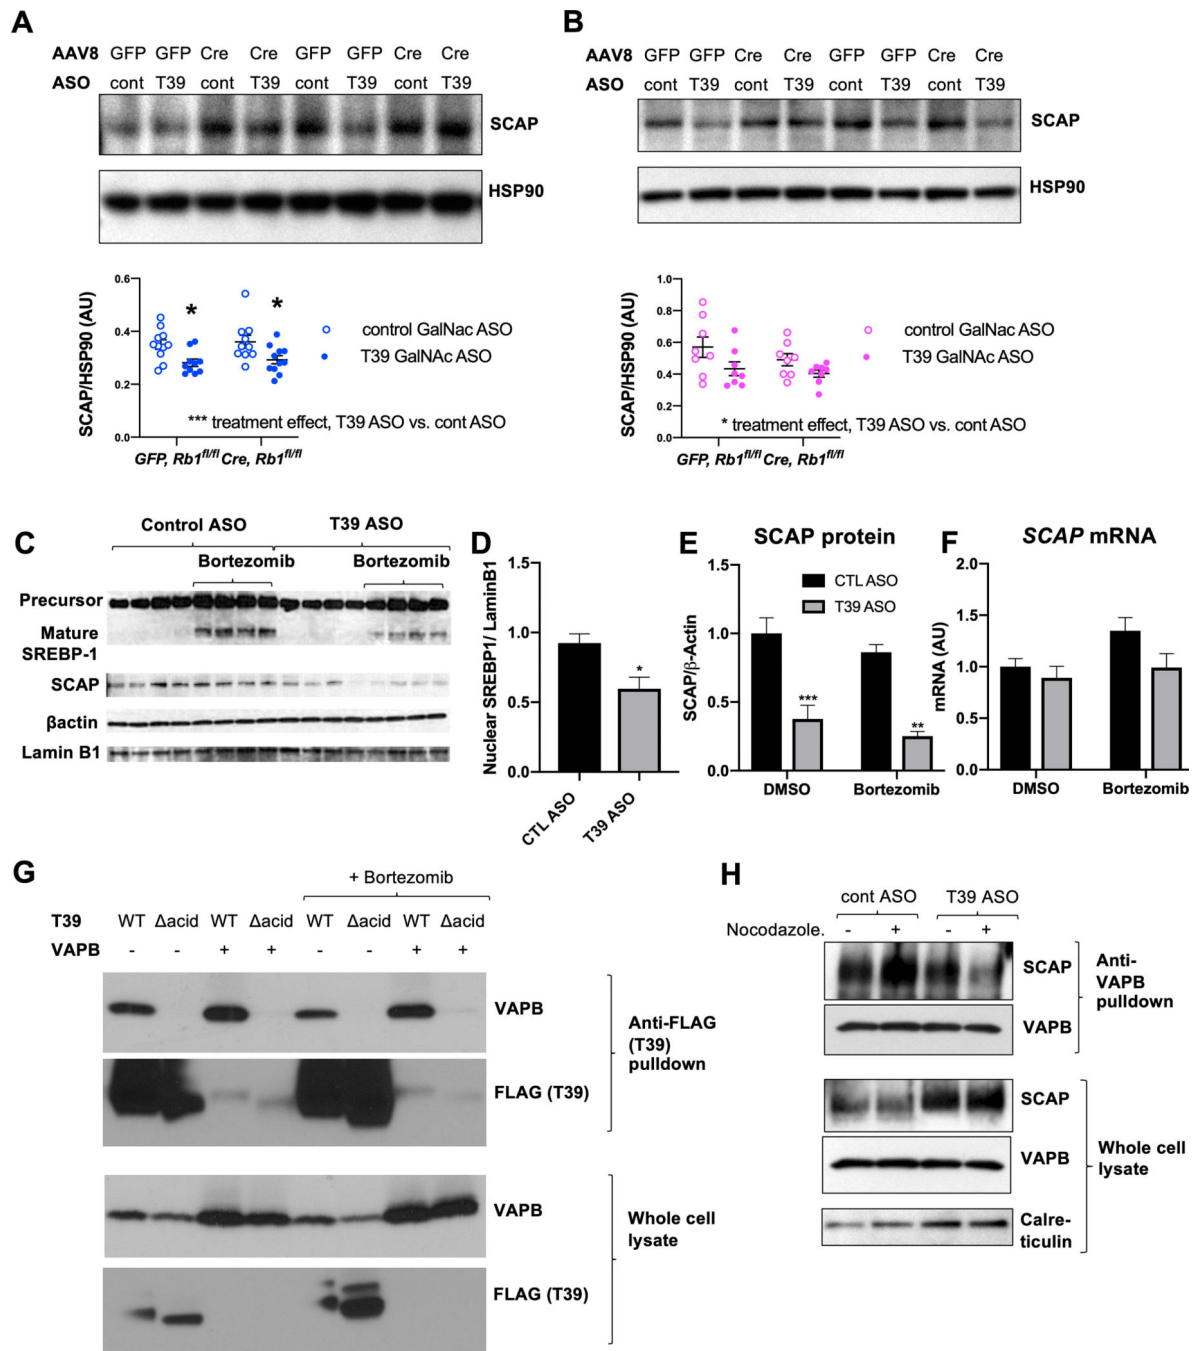 A
AAV8 GFP GFP Cre Cre GFP GFP Cre Cre
ASO cont T39 cont T39 cont T39 cont T39
SCAP
HSP90
SCAP/HSP90 (AU)
0.6
0.4
0.2
0.0
*
*
control GalNac ASO
T39 GalNAc ASO
*** treatment effect, T39 ASO vs. cont ASO
GFP, Rb1fl/fl Cre, Rb1fl/fl
B
AAV8 GFP GFP Cre Cre GFP GFP Cre Cre
ASO cont T39 cont T39 cont T39 cont T39
SCAP
HSP90
SCAP/HSP90 (AU)
1.0
0.8
0.6
0.4
0.2
0.0
control GalNac ASO
T39 GalNAc ASO
* treatment effect, T39 ASO vs. cont ASO
GFP, Rb1fl/fl Cre, Rb1fl/fl
C
Control ASO T39 ASO
Bortezomib Bortezomib
Precursor
Mature
SREBP-1
SCAP
βactin
Lamin B1
D
Nuclear SREBP1/ LaminB1
1.5
1.0
0.5
0.0
*
CTL ASO
T39 ASO
E
SCAP protein
CTL ASO
T39 ASO
SCAP/β-Actin
1.5
1.0
0.5
0.0
***
**
DMSO Bortezomib
F
SCAP mRNA
mRNA (AU)
2.0
1.5
1.0
0.5
0.0
DMSO Bortezomib
G
+ Bortezomib
T39 WT Δacid WT Δacid WT Δacid WT Δacid
VAPB - - + + - - + +
VAPB
FLAG (T39)
Anti-FLAG
(T39)
pulldown
VAPB
FLAG (T39)
Whole cell
lysate
H
cont ASO T39 ASO
Nocodazole. - + - +
SCAP
VAPB
Anti-
VAPB
pulldown
SCAP
VAPB
Calre-
ticulin
Whole cell
lysate